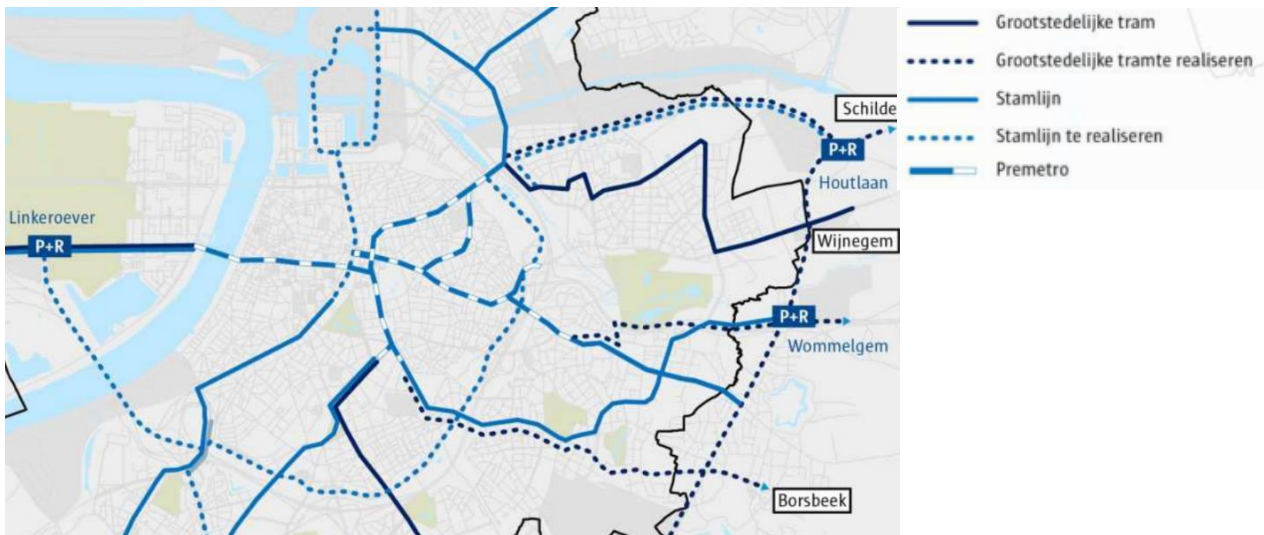 Grootstedelijke tram
Grootstedelijke tramte realiseren
Stamlijn
Stamlijn te realiseren
Premetro
Schilde
P+R
Houtlaan
Linkeroever
P+R
Wijnegem
P+R
Wommelgem
Borsbeek